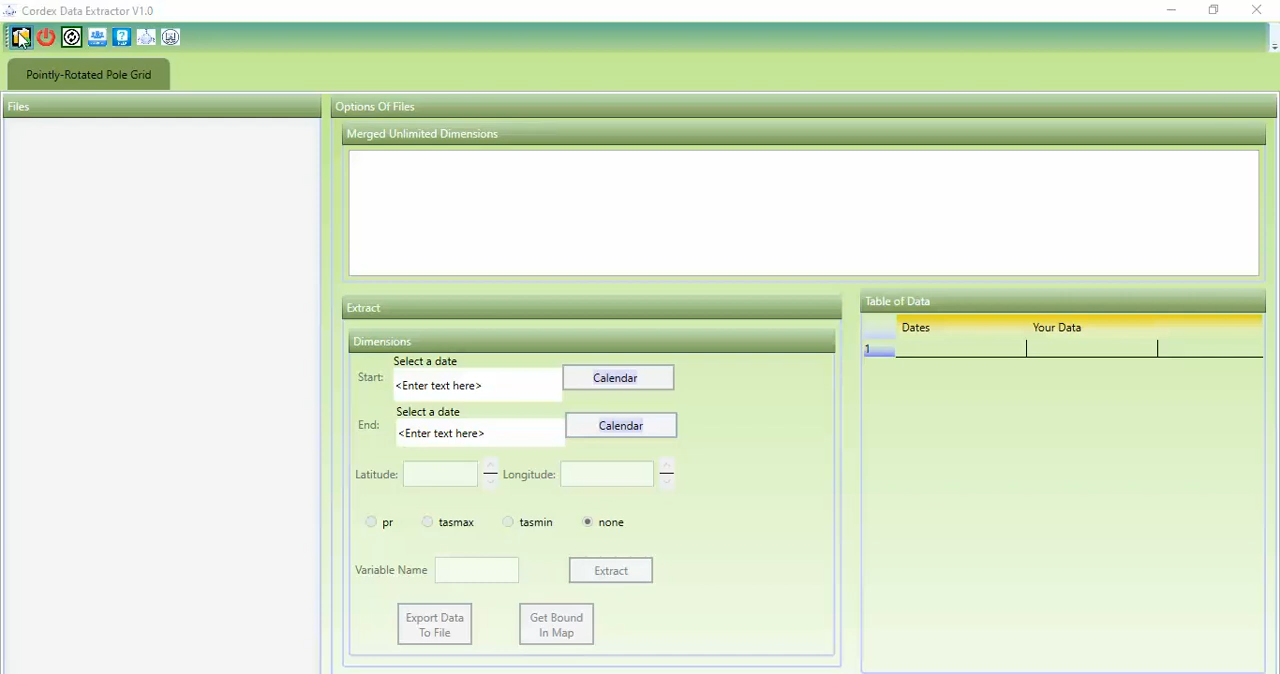 Cordex Data Extractor V1.0
Pointly-Rotated Pole Grid
Files
Options Of Files
Merged Unlimited Dimensions
Extract
Dimensions
Select a date
Start:
<Enter text here>
Calendar
Select a date
End:
<Enter text here>
Calendar
Latitude:
Longitude:
pr
tasmax
tasmin
none
Variable Name
Extract
Export Data
To File
Get Bound
In Map
Table of Data
Dates
Your Data
1